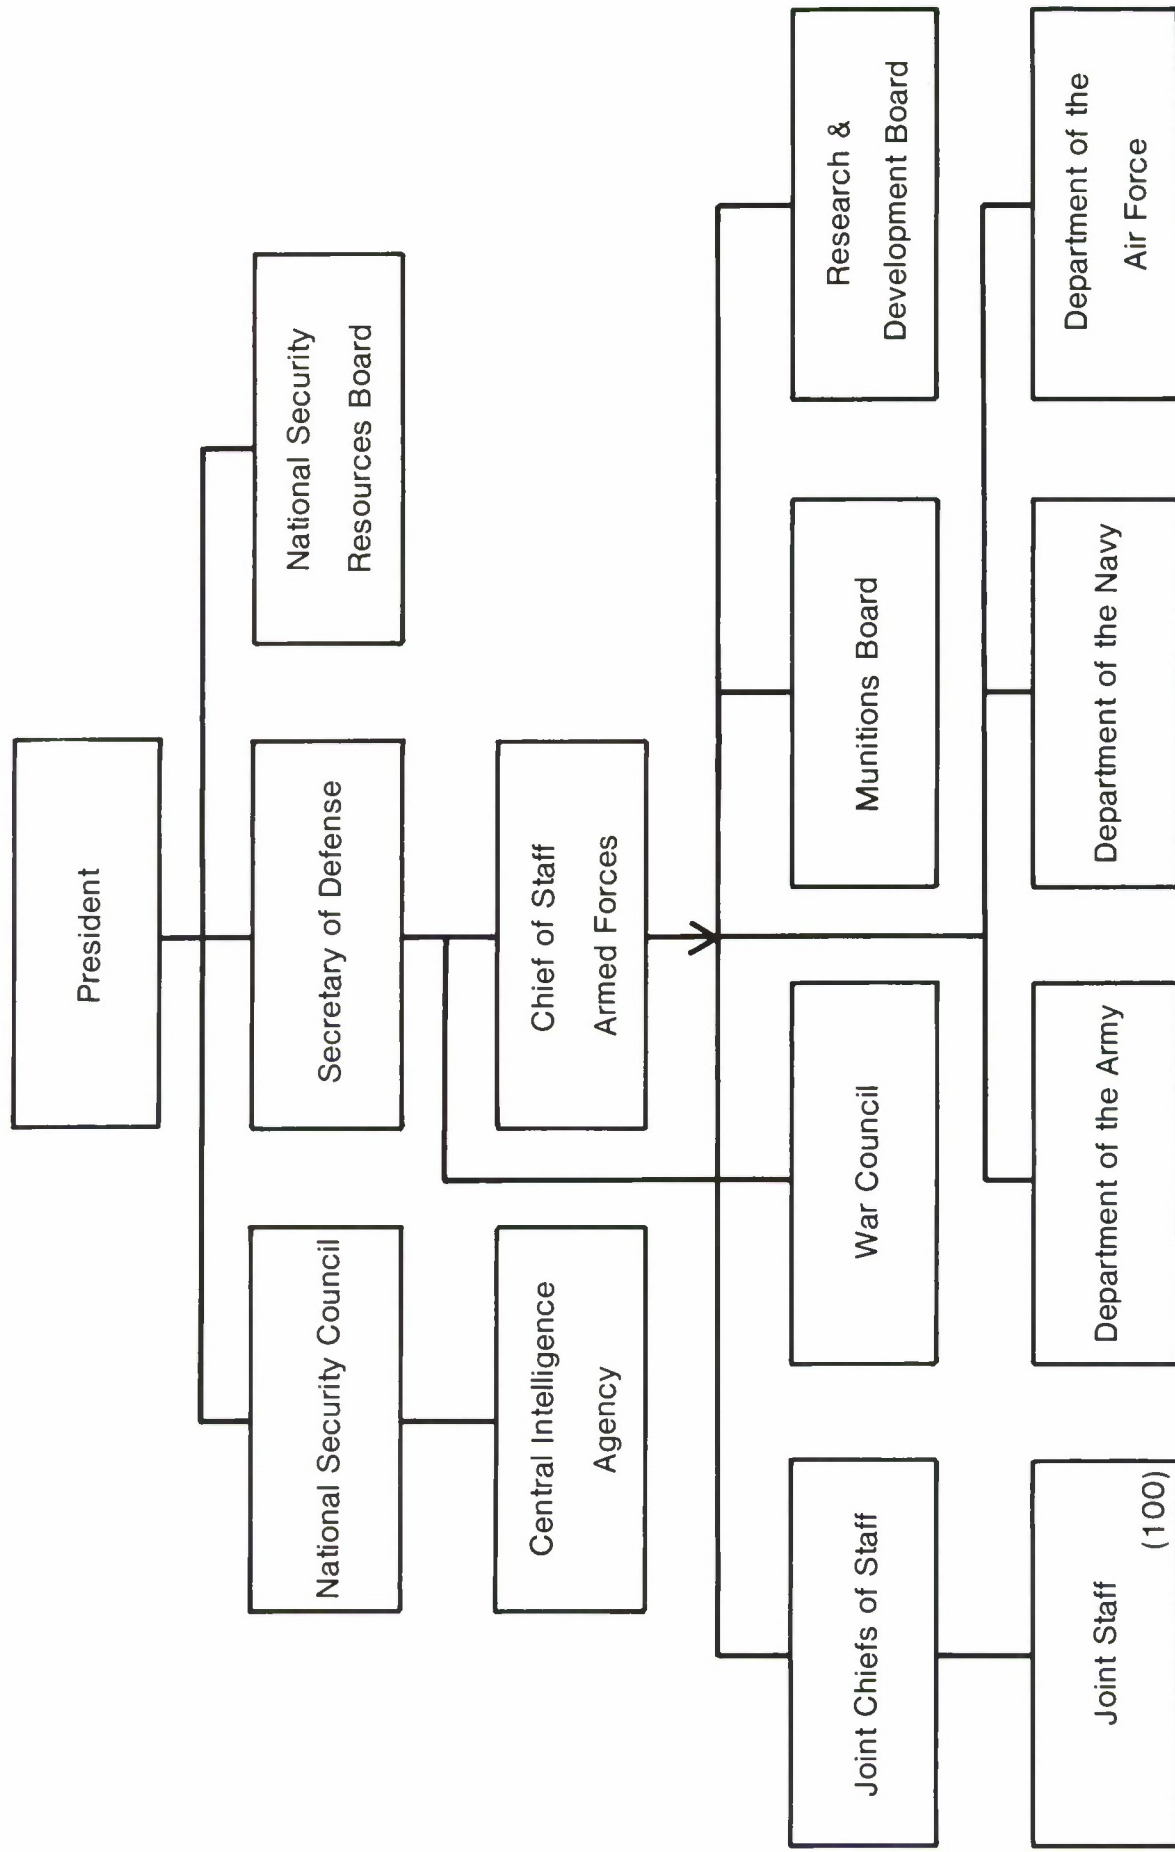 President
National Security Council
Secretary of Defense
National Security
Resources Board
Central Intelligence
Agency
Chief of Staff
Armed Forces
Joint Chiefs of Staff
War Council
Munitions Board
Research &
Development Board
Joint Staff
(100)
Department of the Army
Department of the Navy
Department of the
Air Force